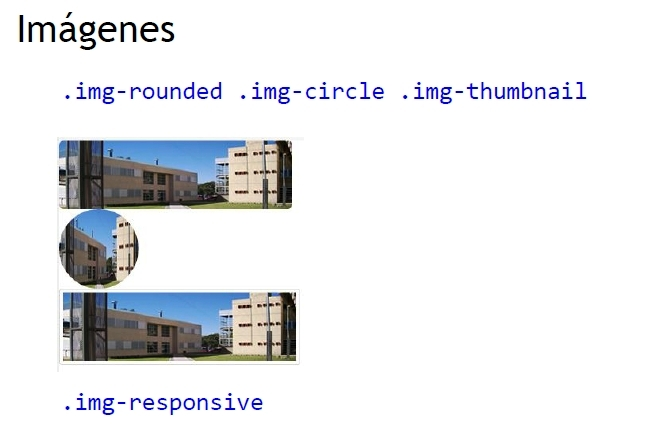 Imágenes
.img-rounded .img-circle .img-thumbnail
.img-responsive